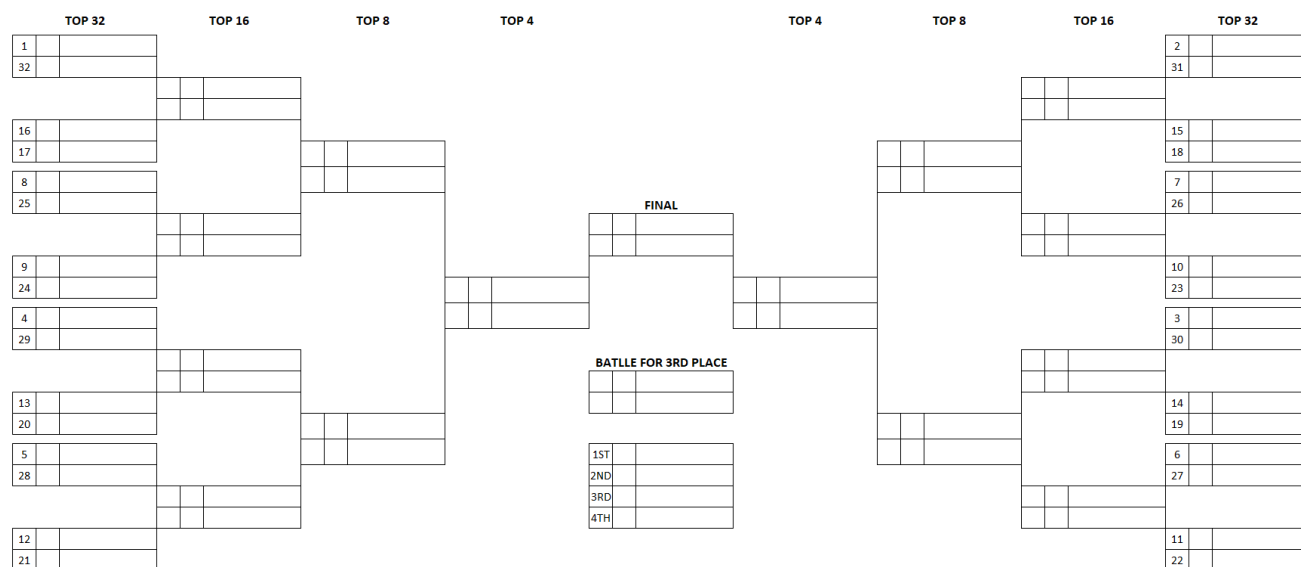 TOP 32 TOP 16 TOP 8 TOP 4 TOP 4 TOP 8 TOP 16 TOP 32
1 2
32 31
16 15
17 18
8 7
25 26
FINAL
9 10
24 23
4 3
29 30
BATLLE FOR 3RD PLACE
13 14
20 19
5 1ST 6
28 2ND 27
3RD
4TH
12 11
21 22